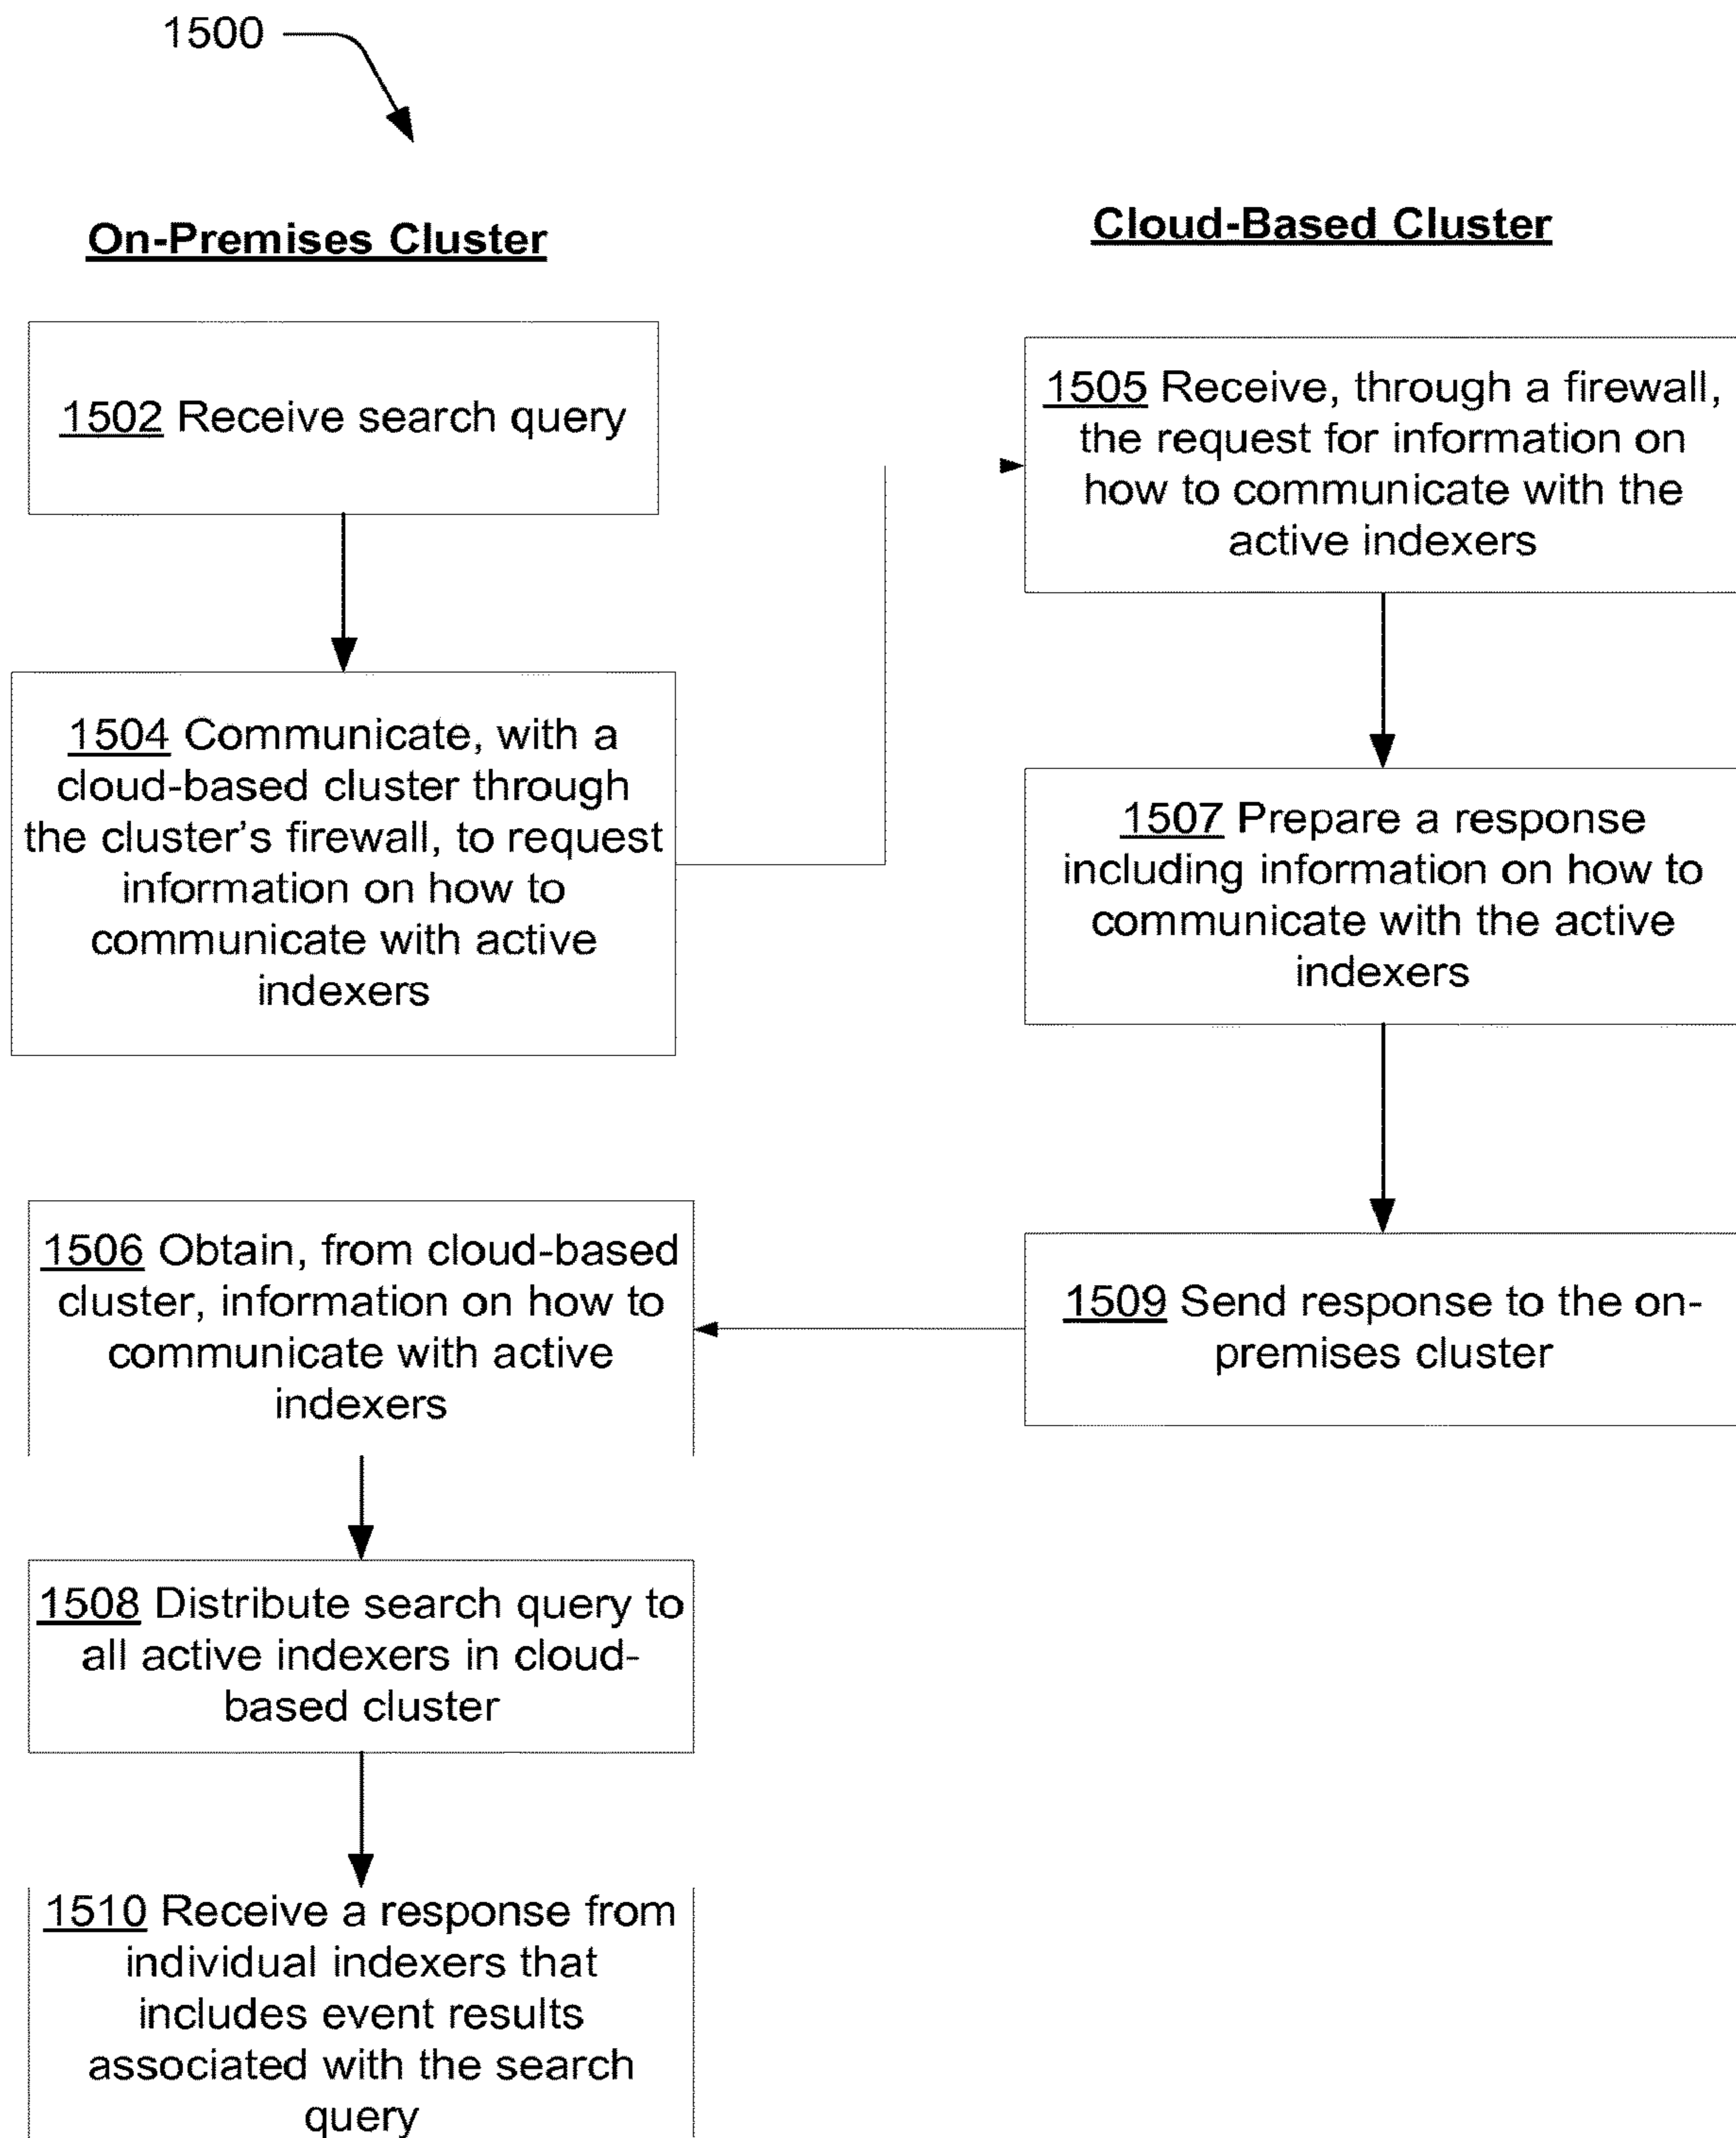 1500
On-Premises Cluster
Cloud-Based Cluster
1502 Receive search query
1504 Communicate, with a
cloud-based cluster through
the cluster's firewall, to request
information on how to
communicate with active
indexers
1505 Receive, through a firewall,
the request for information on
how to communicate with the
active indexers
1507 Prepare a response
including information on how to
communicate with the active
indexers
1509 Send response to the on-
premises cluster
1506 Obtain, from cloud-based
cluster, information on how to
communicate with active
indexers
1508 Distribute search query to
all active indexers in cloud-
based cluster
1510 Receive a response from
individual indexers that
includes event results
associated with the search
query